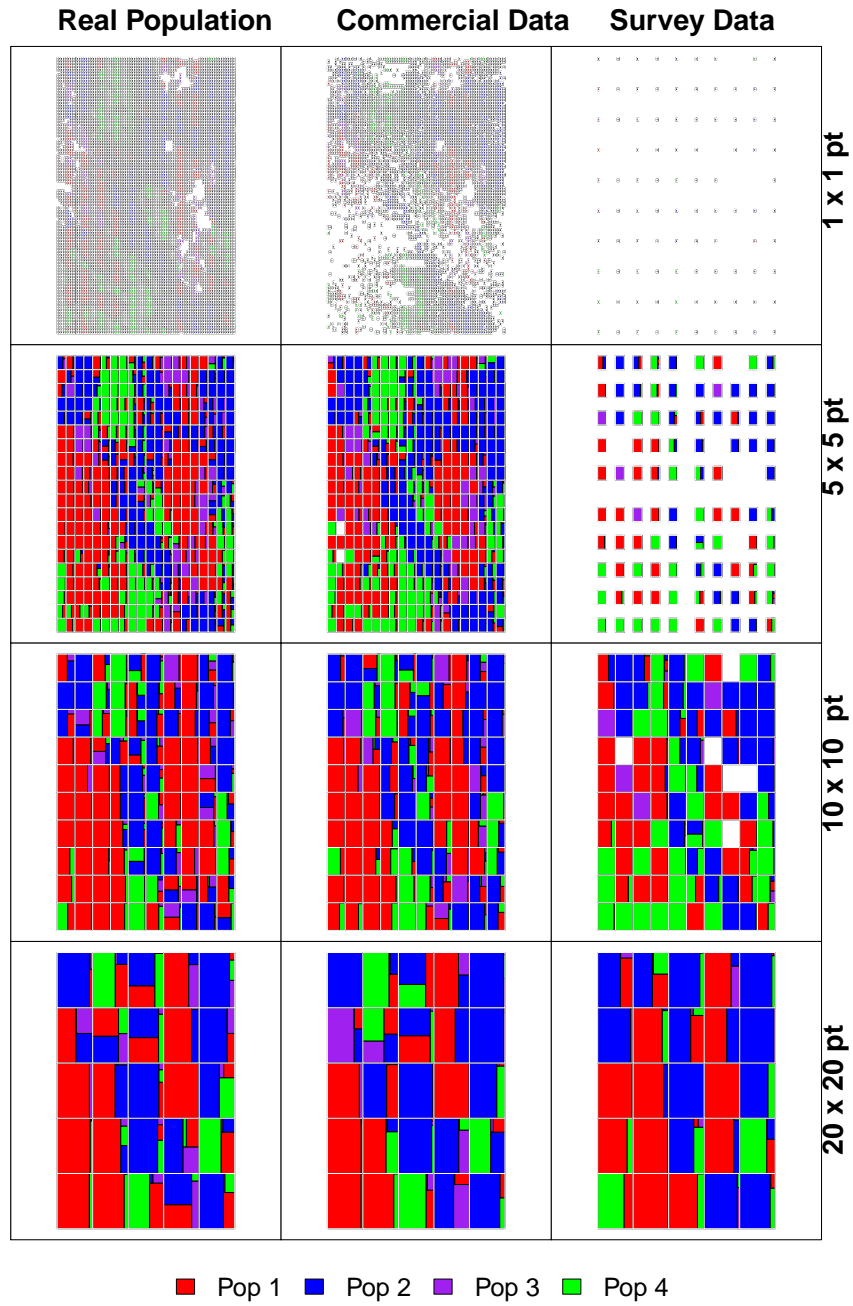 Real Population Commercial Data Survey Data
1 x 1 pt
5 x 5 pt
10 x 10 pt
20 x 20 pt
Pop 1 Pop 2 Pop 3 Pop 4